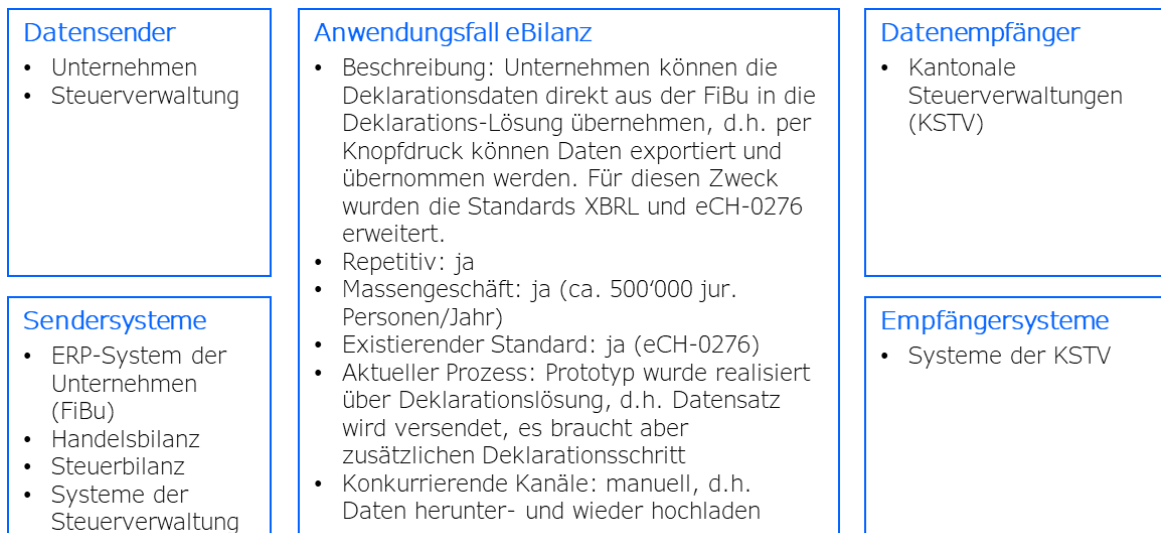 Datensender
• Unternehmen
• Steuerverwaltung
Sendersysteme
• ERP-System der
Unternehmen
(FiBu)
• Handelsbilanz
• Steuerbilanz
• Systeme der
Steuerverwaltung
Anwendungsfall eBilanz
• Beschreibung: Unternehmen können die
Deklarationsdaten direkt aus der FiBu in die
Deklarations-Lösung übernehmen, d.h. per
Knopfdruck können Daten exportiert und
übernommen werden. Für diesen Zweck
wurden die Standards XBRL und eCH-0276
erweitert.
• Repetitiv: ja
• Massengeschäft: ja (ca. 500‘000 jur.
Personen/Jahr)
• Existierender Standard: ja (eCH-0276)
• Aktueller Prozess: Prototyp wurde realisiert
über Deklarationslösung, d.h. Datensatz
wird versendet, es braucht aber
zusätzlichen Deklarationsschritt
• Konkurrierende Kanäle: manuell, d.h.
Daten herunter- und wieder hochladen
Datenempfänger
• Kantonale
Steuerverwaltungen
(KSTV)
Empfängersysteme
• Systeme der KSTV